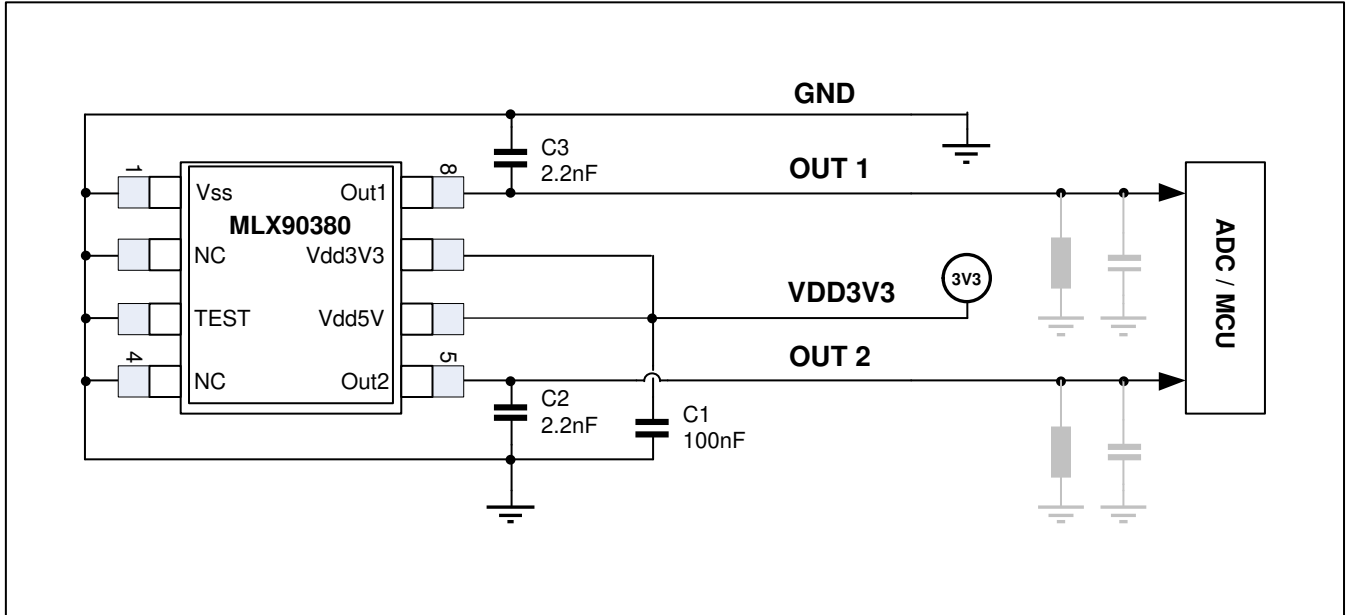 GND
C3
2.2nF
OUT 1
1
8
Vss
Out1
MLX90380
NC
Vdd3V3
3V3
VDD3V3
ADC / MCU
TEST
Vdd5V
OUT 2
4
5
NC
Out2
C2
2.2nF
C1
100nF